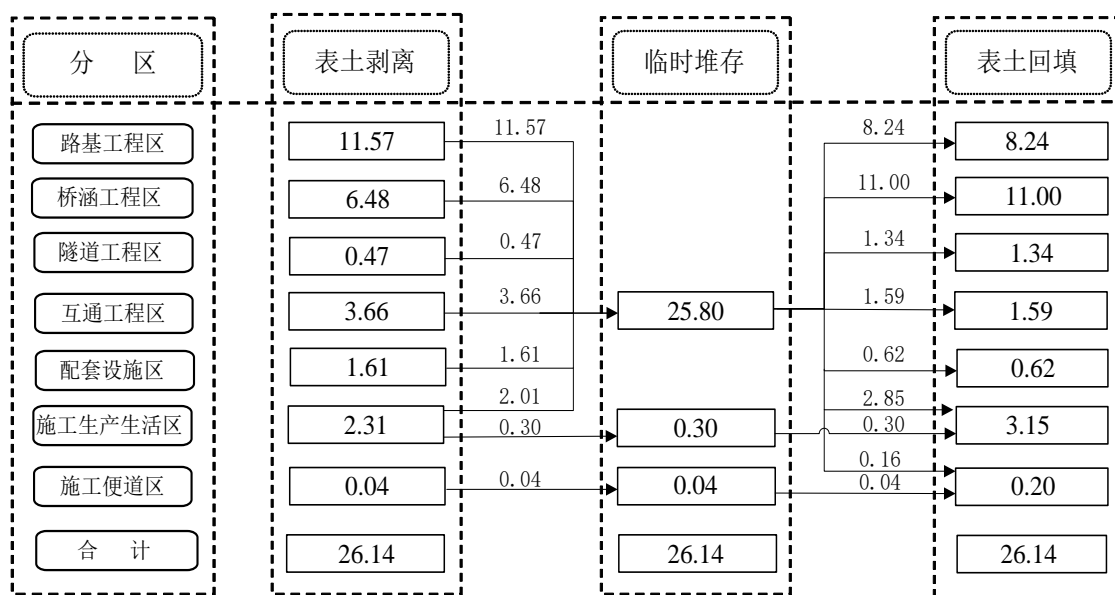 分 区 表土剥离 临时堆存 表土回填
路基工程区 11.57 11.57 8.24 8.24
桥涵工程区 6.48 6.48 11.00 11.00
隧道工程区 0.47 0.47 1.34 1.34
互通工程区 3.66 3.66 25.80 1.59 1.59
配套设施区 1.61 1.61 0.62 0.62
2.01 2.85
施工生产生活区 2.31 0.30 0.30 0.30 3.15
0.16
施工便道区 0.04 0.04 0.04 0.04 0.20
合 计 26.14 26.14 26.14